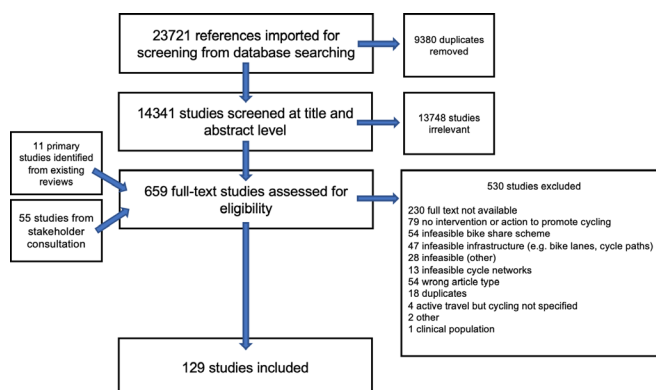 23721 references imported for
screening from database searching
9380 duplicates
removed
14341 studies screened at title and
abstract level
13748 studies
irrelevant
11 primary
studies identified
from existing
reviews
659 full-text studies assessed for
eligibility
55 studies from
stakeholder
consultation
530 studies excluded
230 full text not available
79 no intervention or action to promote cycling
54 infeasible bike share scheme
47 infeasible infrastructure (e.g. bike lanes, cycle paths)
28 infeasible (other)
13 infeasible cycle networks
54 wrong article type
18 duplicates
4 active travel but cycling not specified
2 other
1 clinical population
129 studies included